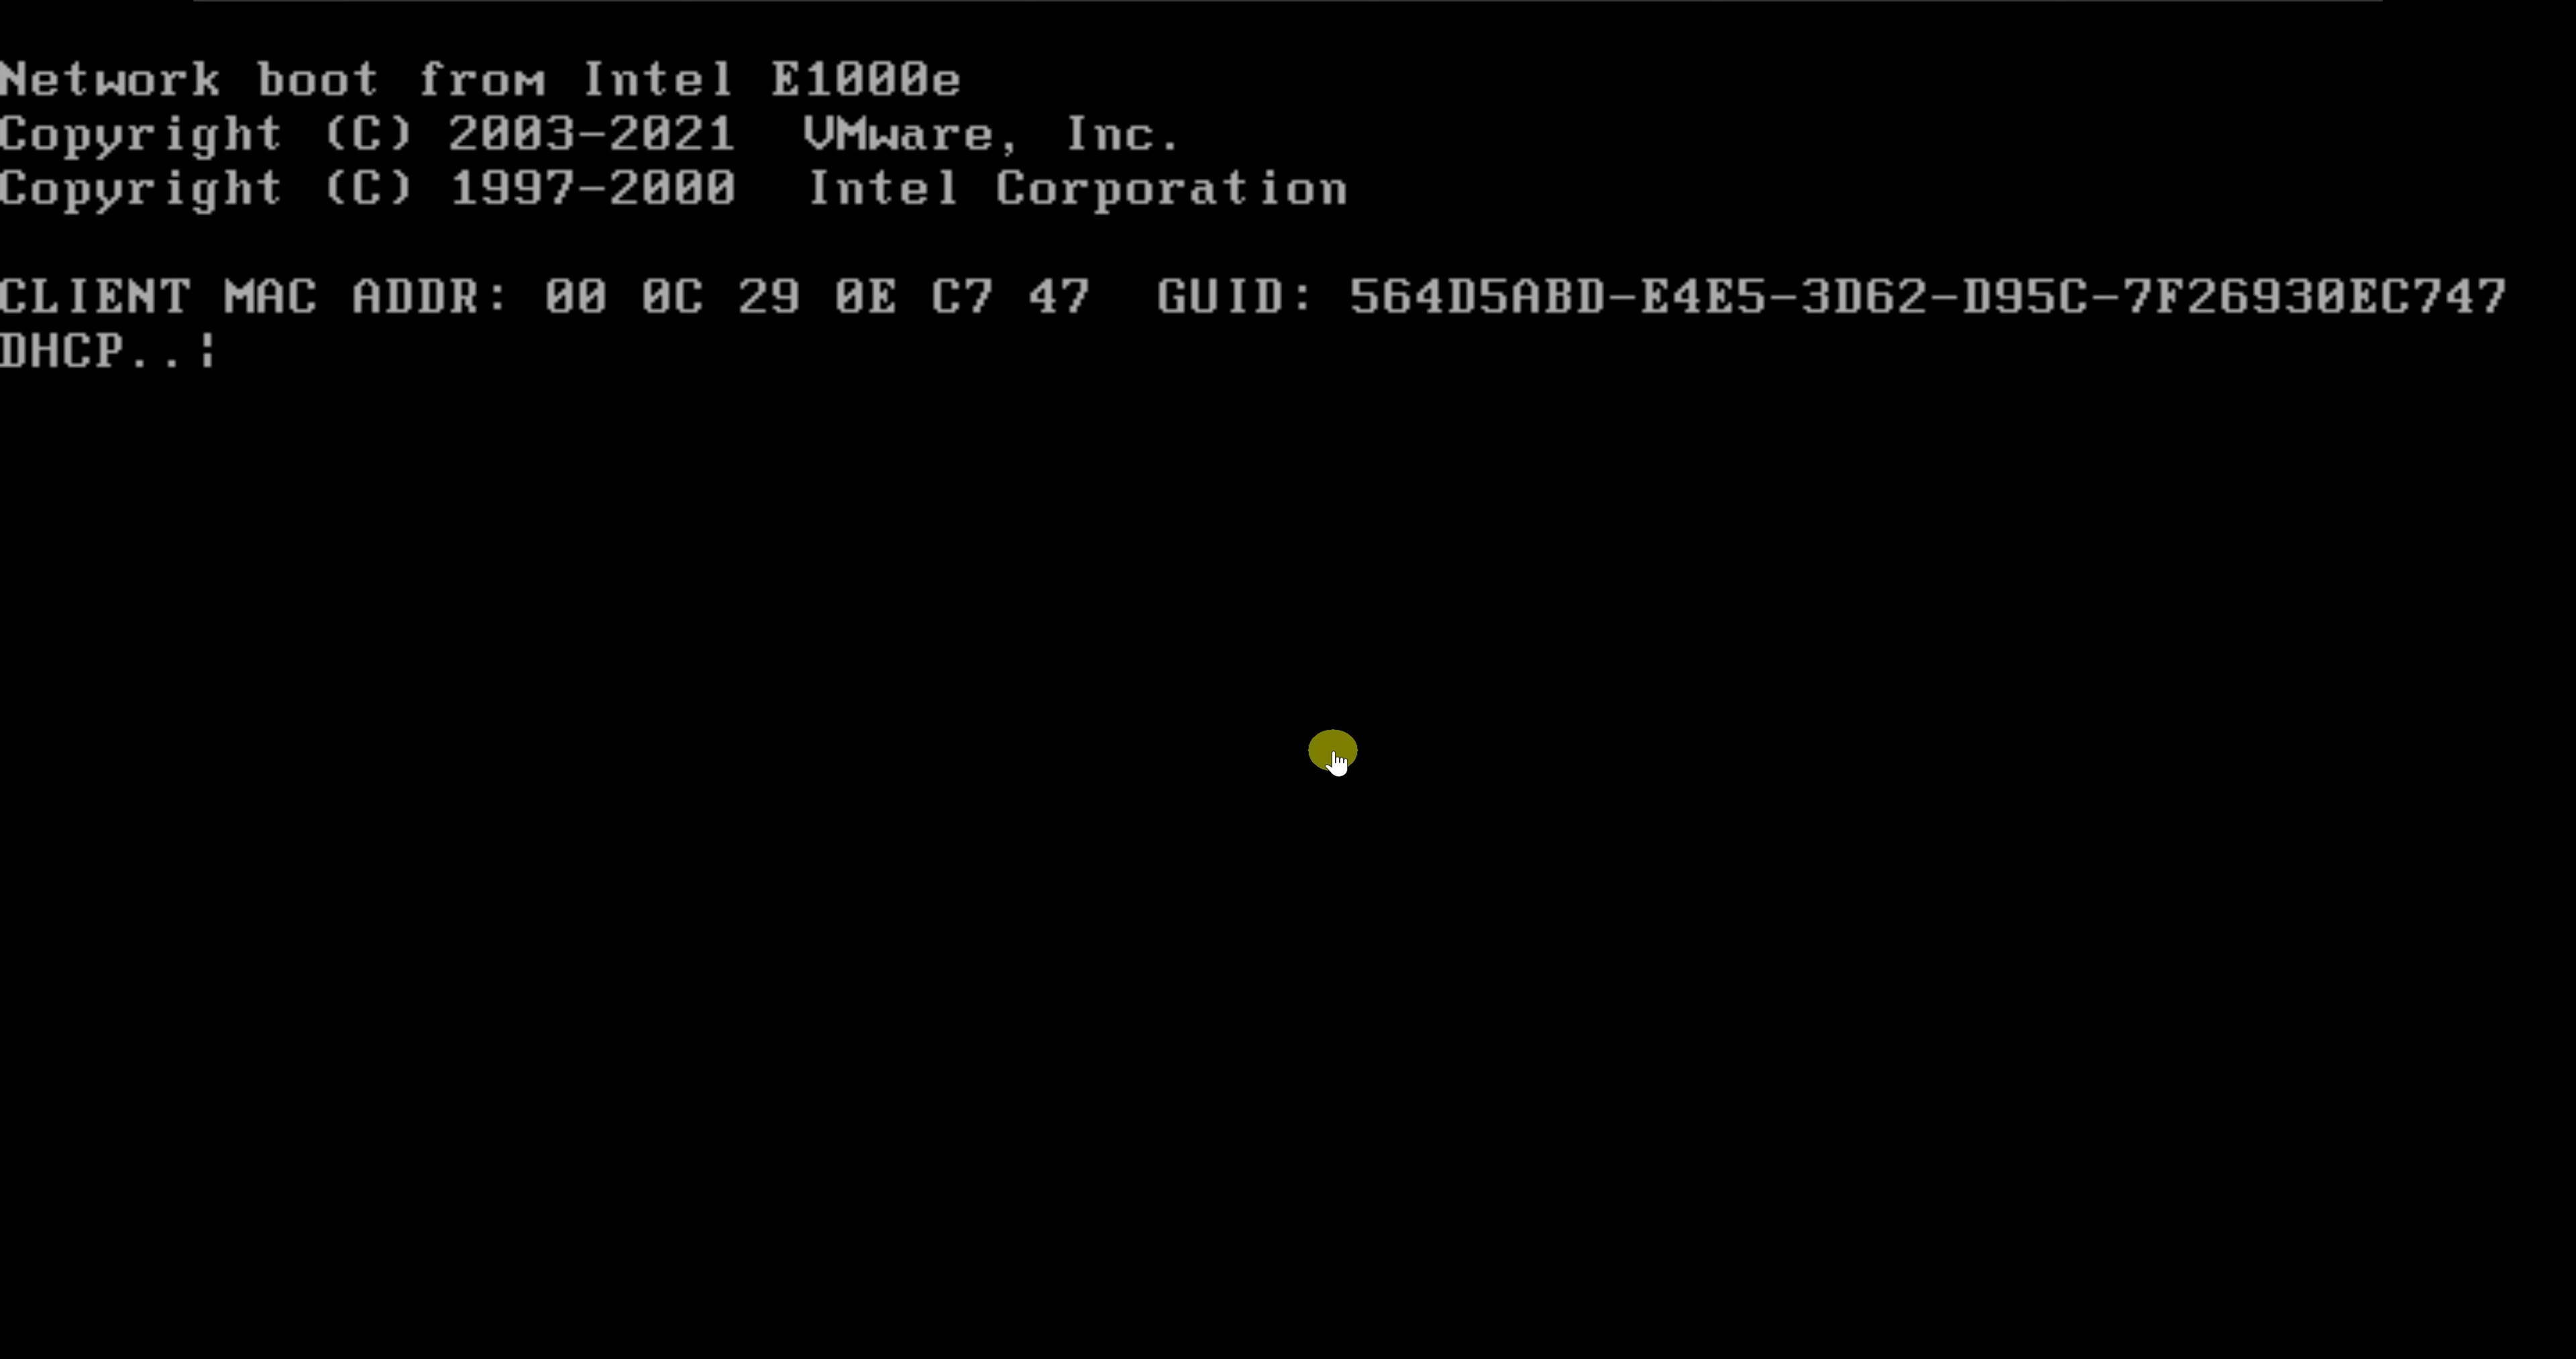 Network boot from Intel E1000e
Copyright (C) 2003-2021  VMware, Inc.
Copyright (C) 1997-2000  Intel Corporation
CLIENT MAC ADDR: 00 0C 29 0E C7 47  GUID: 564D5ABD-E4E5-3D62-D95C-7F26930EC747
DHCP..¦